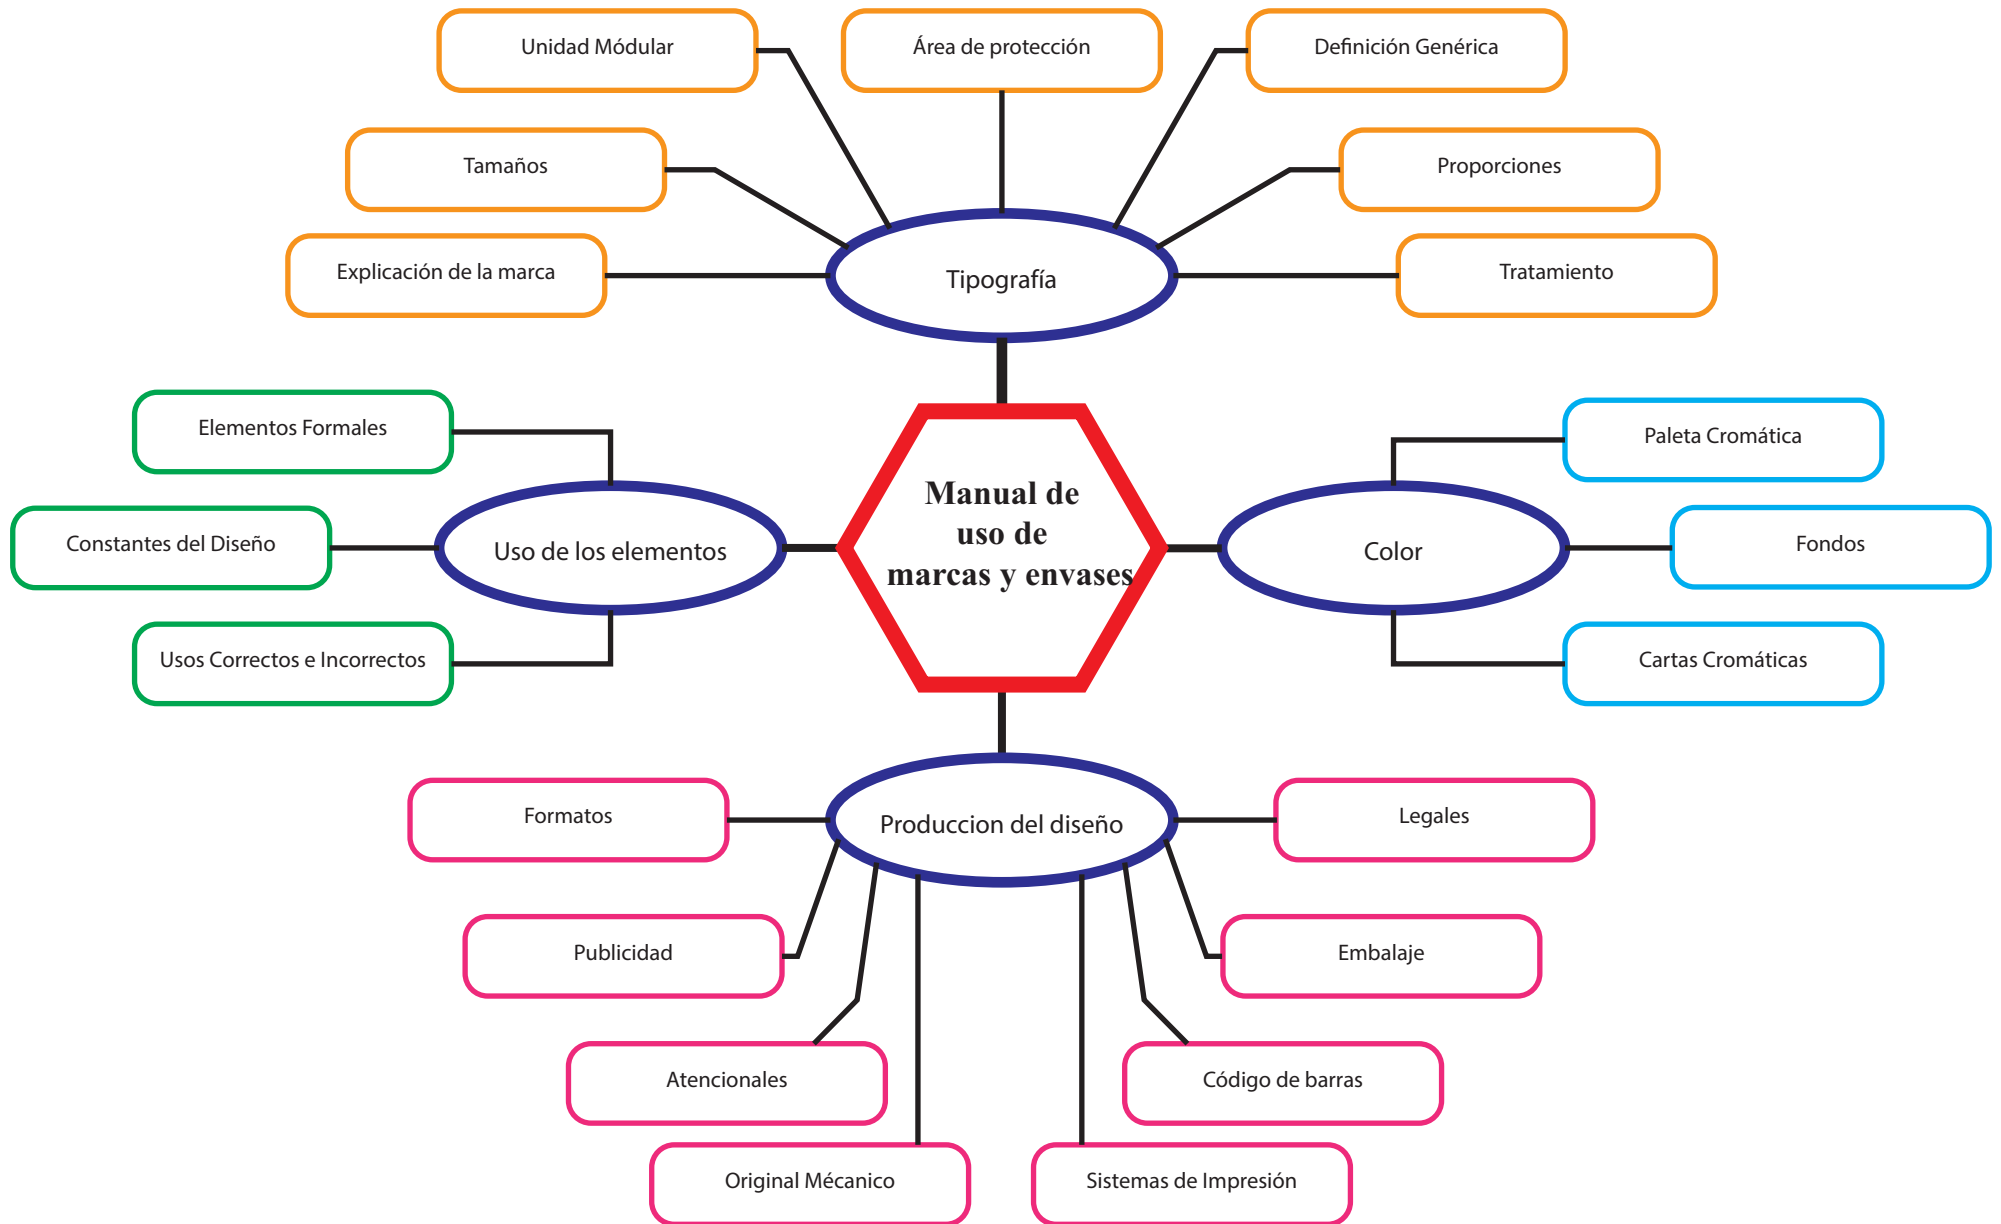 Unidad Módular
Área de protección
Definición Genérica
Tamaños
Proporciones
Explicación de la marca
Tipografía
Tratamiento
Elementos Formales
Paleta Cromática
Manual de
uso de
marcas y envases
Constantes del Diseño
Uso de los elementos
Color
Fondos
Usos Correctos e Incorrectos
Cartas Cromáticas
Formatos
Produccion del diseño
Legales
Publicidad
Embalaje
Atencionales
Código de barras
Original Mécanico
Sistemas de Impresión